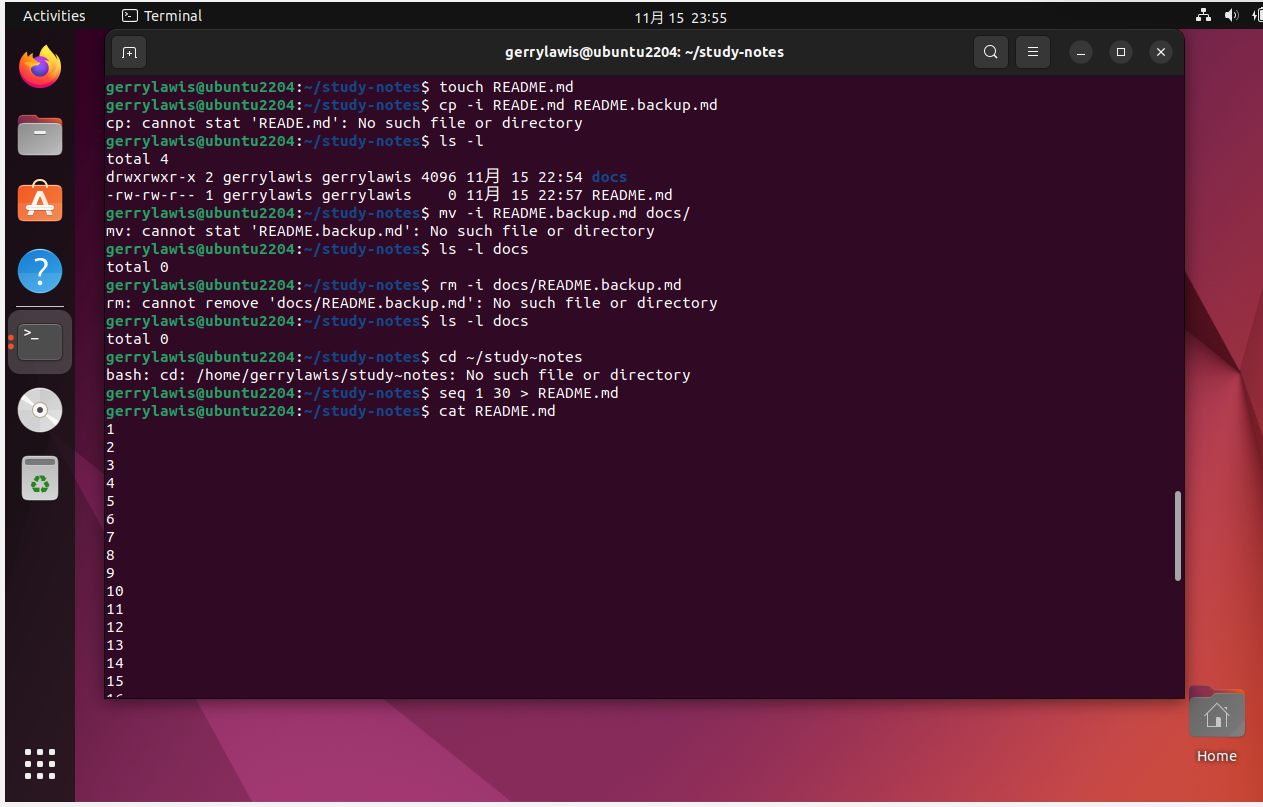 Activities
Terminal
11月 15 23:55
gerrylawis@ubuntu2204: ~/study-notes
gerrylawis@ubuntu2204:~/study-notes$ touch README.md
gerrylawis@ubuntu2204:~/study-notes$ cp -i READE.md README.backup.md
cp: cannot stat 'READE.md': No such file or directory
gerrylawis@ubuntu2204:~/study-notes$ ls -l
total 4
drwxrwxr-x 2 gerrylawis gerrylawis 4096 11月 15 22:54 docs
-rw-rw-r-- 1 gerrylawis gerrylawis    0 11月 15 22:57 README.md
gerrylawis@ubuntu2204:~/study-notes$ mv -i README.backup.md docs/
mv: cannot stat 'README.backup.md': No such file or directory
gerrylawis@ubuntu2204:~/study-notes$ ls -l docs
total 0
gerrylawis@ubuntu2204:~/study-notes$ rm -i docs/README.backup.md
rm: cannot remove 'docs/README.backup.md': No such file or directory
gerrylawis@ubuntu2204:~/study-notes$ ls -l docs
total 0
gerrylawis@ubuntu2204:~/study-notes$ cd ~/study~notes
bash: cd: /home/gerrylawis/study~notes: No such file or directory
gerrylawis@ubuntu2204:~/study-notes$ seq 1 30 > README.md
gerrylawis@ubuntu2204:~/study-notes$ cat README.md
1
2
3
4
5
6
7
8
9
10
11
12
13
14
15
Home